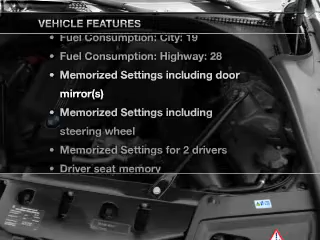 VEHICLE FEATURES
• Fuel Consumption: City: 19
• Fuel Consumption: Highway: 28
• Memorized Settings including door
mirror(s)
• Memorized Settings including
steering wheel
• Memorized Settings for 2 drivers
• Driver seat memory